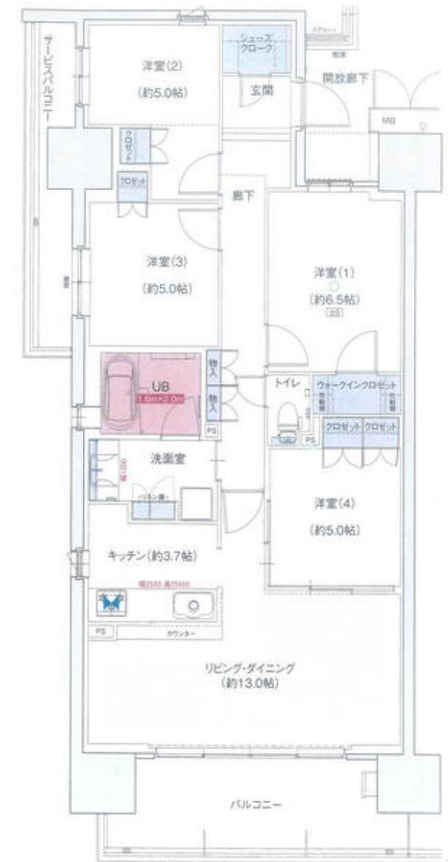 サービスバルコニー
洋室(2)
(約5.0帖)
シューズ
クローク
玄関
開放廊下
MB
クロゼット
クロゼット
廊下
洋室(3)
(約5.0帖)
洋室(1)
(約6.5帖)
UB
1.6m×2.0m
物入
物入
PS
トイレ
ウォークインクロゼット
PS
クロゼット
クロゼット
洗面室
リネン庫
洋室(4)
(約5.0帖)
キッチン(約3.7帖)
PS
カウンター
リビング・ダイニング
(約13.0帖)
バルコニー